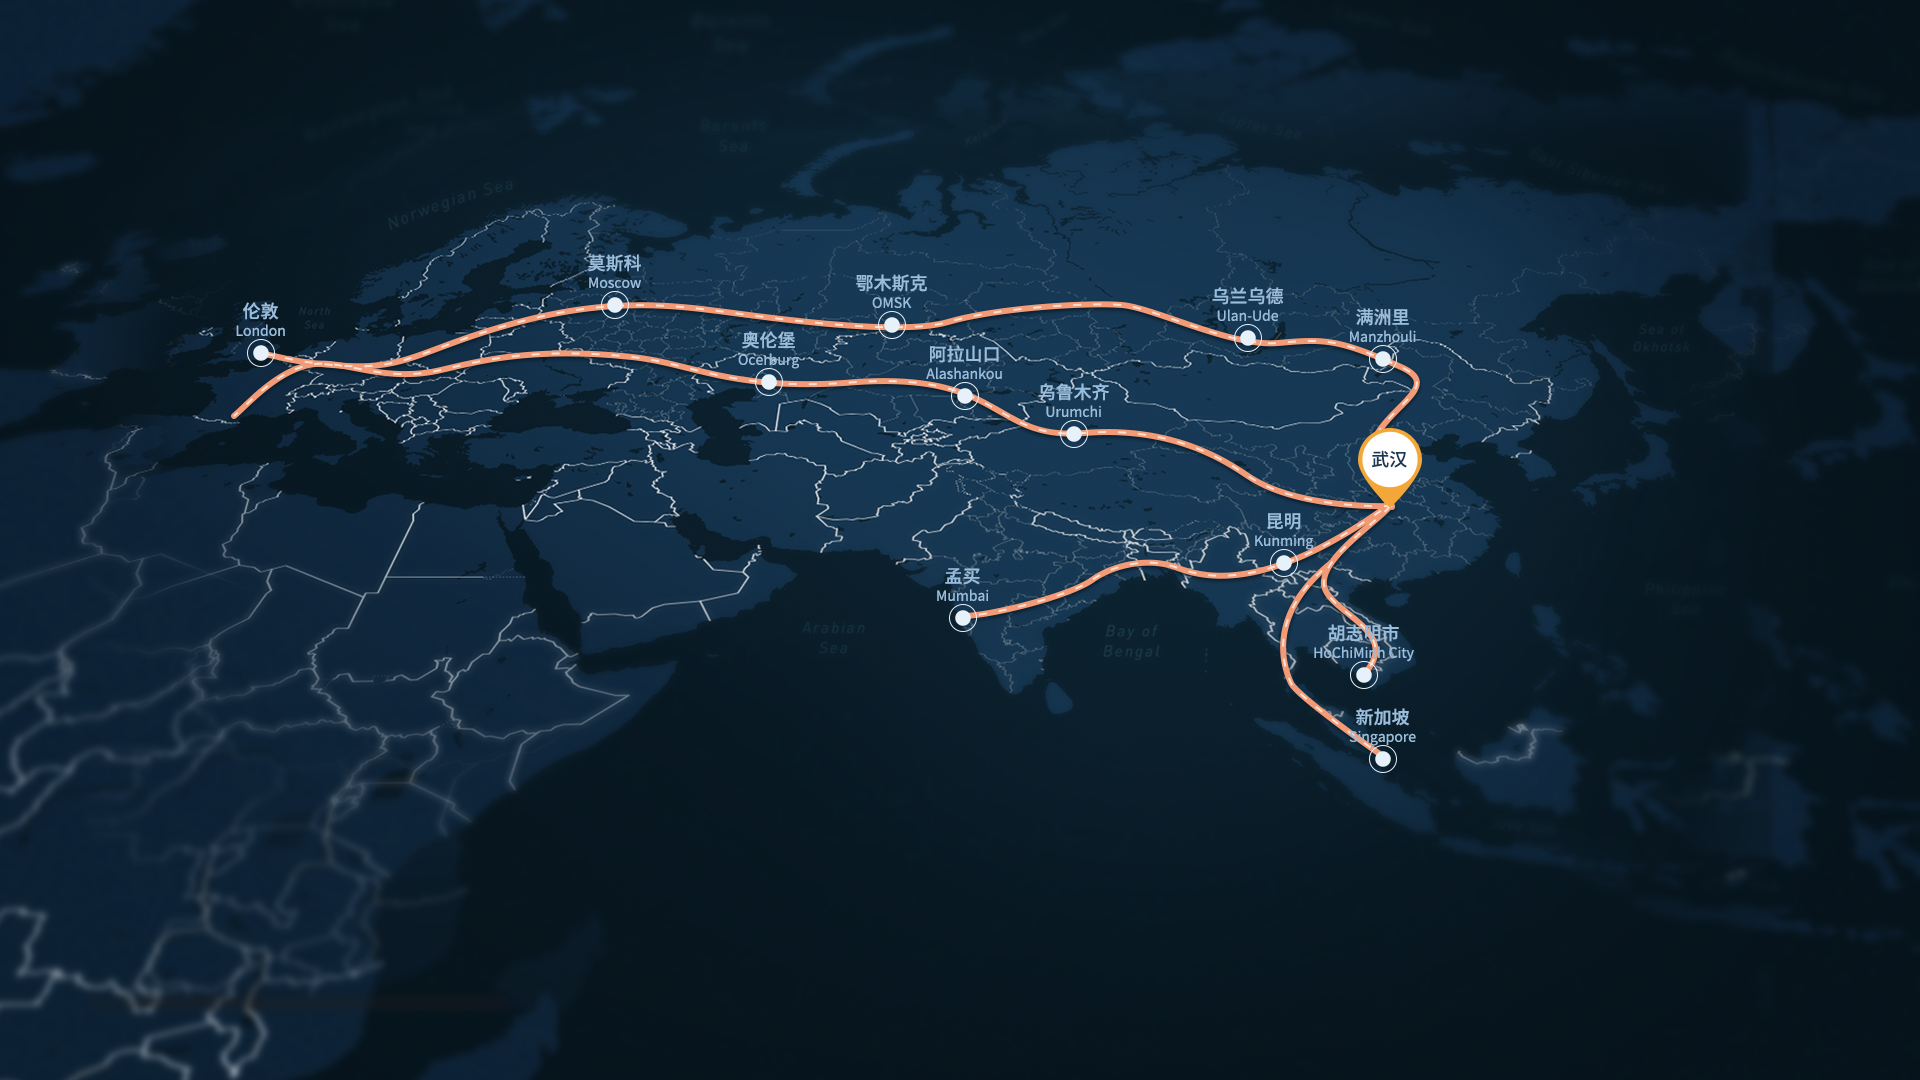 Barents
Sea
Norwegian Sea
莫斯科
Moscow
鄂木斯克
OMSK
乌兰乌德
Ulan-Ude
伦敦
London
North
Sea
满洲里
Manzhouli
奥伦堡
Ocerburg
阿拉山口
Alashankou
Sea of
Okhotsk
乌鲁木齐
Urumchi
武汉
昆明
Kunming
孟买
Mumbai
Arabian
Sea
Bay of
Bengal
胡志明市
HoChiMinh City
新加坡
Singapore